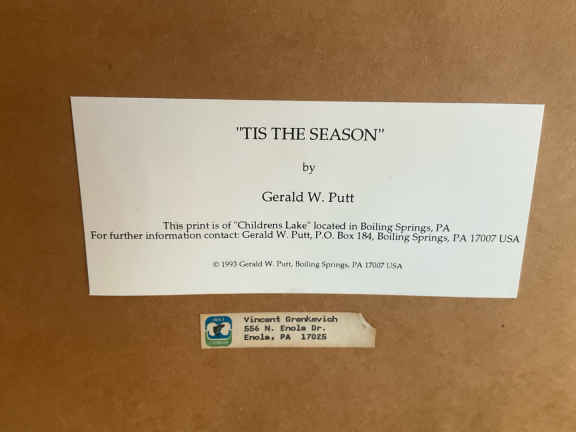 "TIS THE SEASON"
by
Gerald W. Putt
This print is of "Childrens Lake" located in Boiling Springs, PA
For further information contact: Gerald W. Putt, P.O. Box 184, Boiling Springs, PA 17007 USA
© 1993 Gerald W. Putt, Boiling Springs, PA 17007 USA
Vincent Grenkevich
556 N. Enola Dr.
Enola, PA 17025